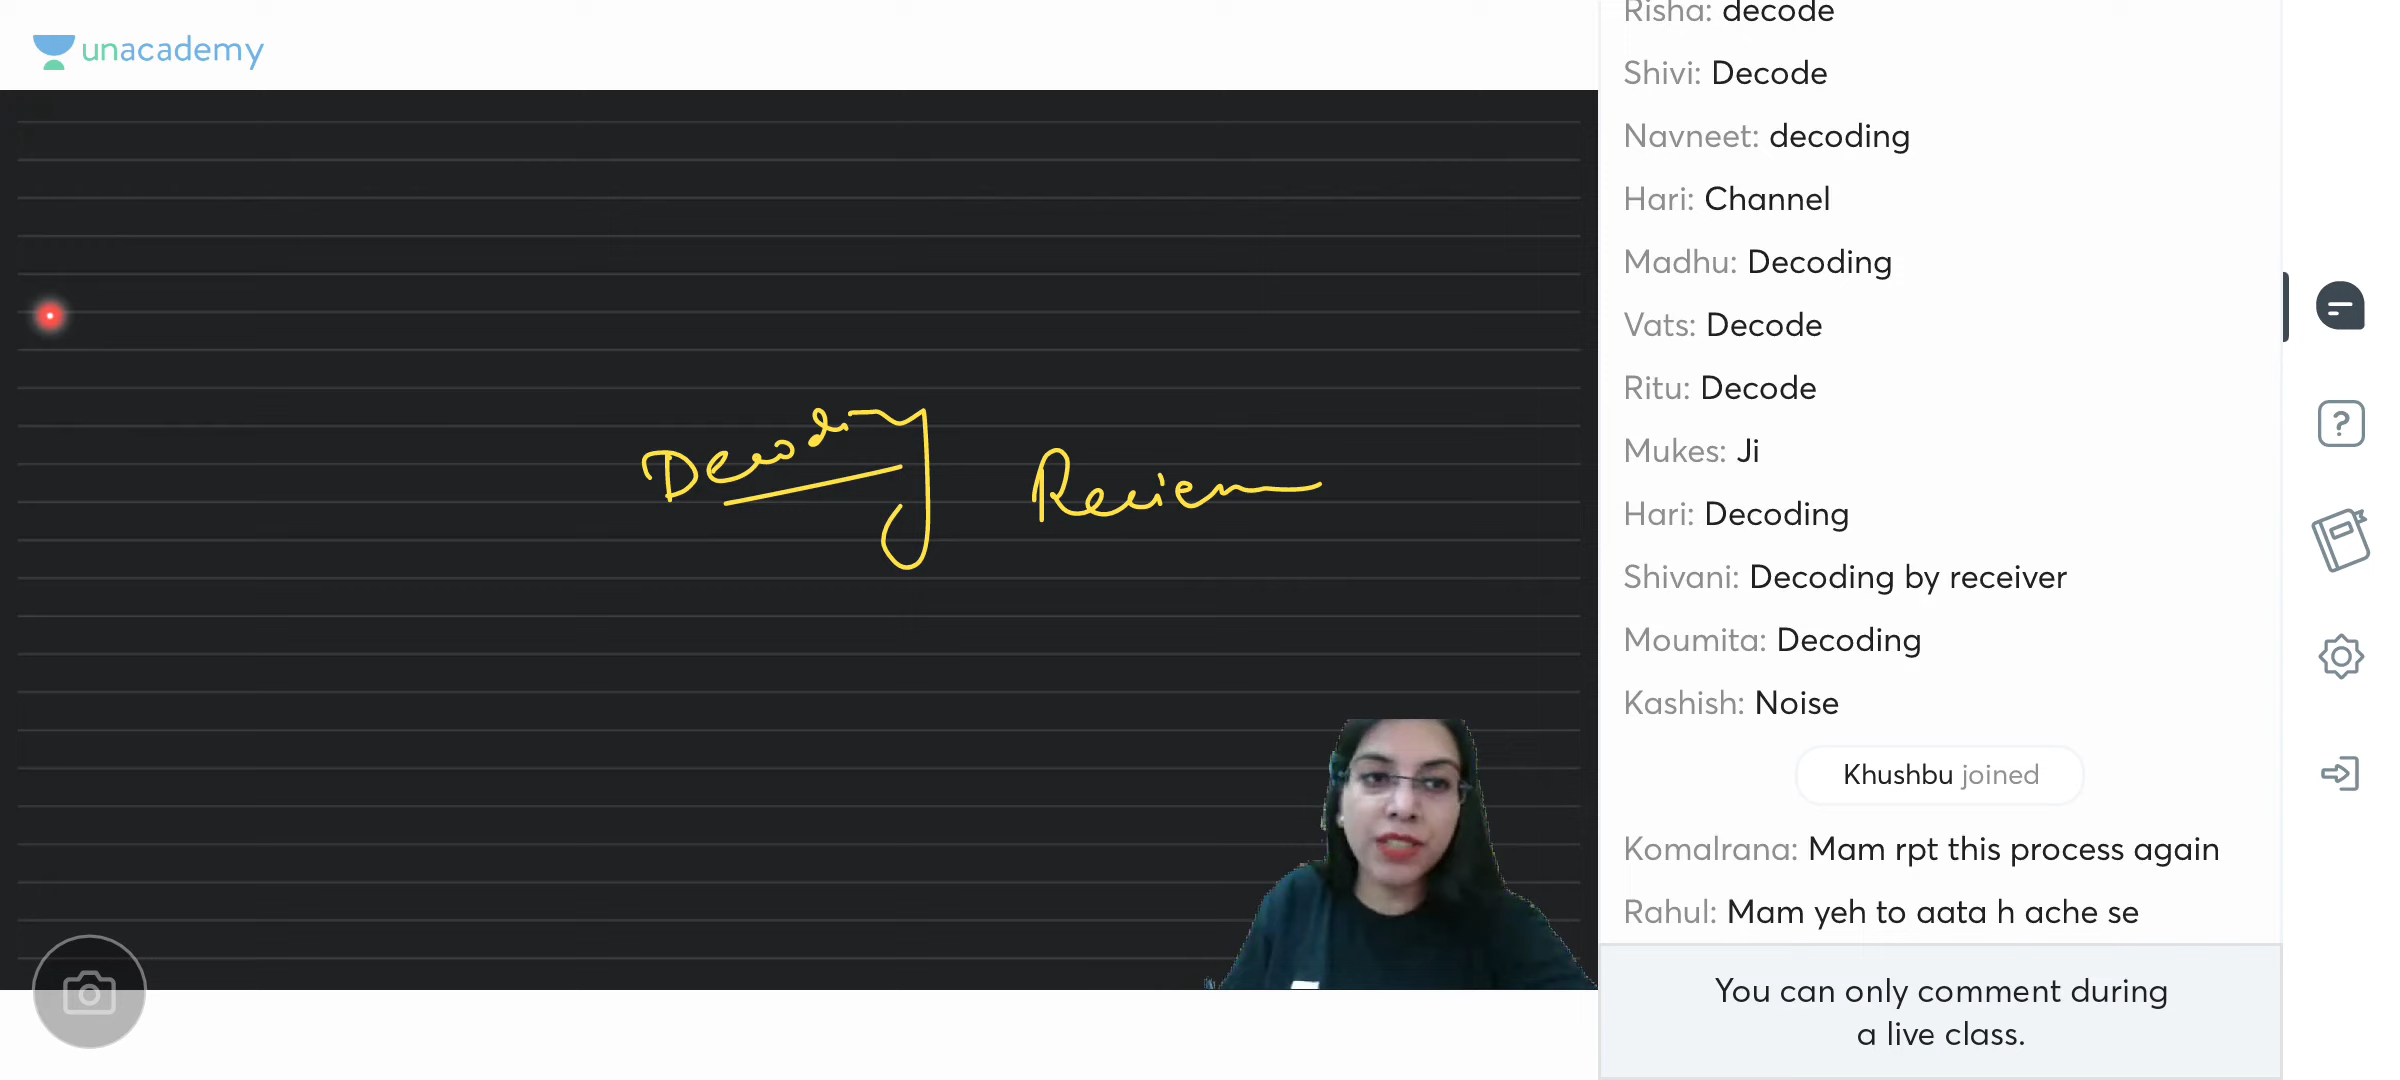 unacademy
Decoding Reciever
Risha: decode
Shivi: Decode
Navneet: decoding
Hari: Channel
Madhu: Decoding
Vats: Decode
Ritu: Decode
Mukes: Ji
Hari: Decoding
Shivani: Decoding by receiver
Moumita: Decoding
Kashish: Noise
Khushbu joined
Komalrana: Mam rpt this process again
Rahul: Mam yeh to aata h ache se
You can only comment during
a live class.